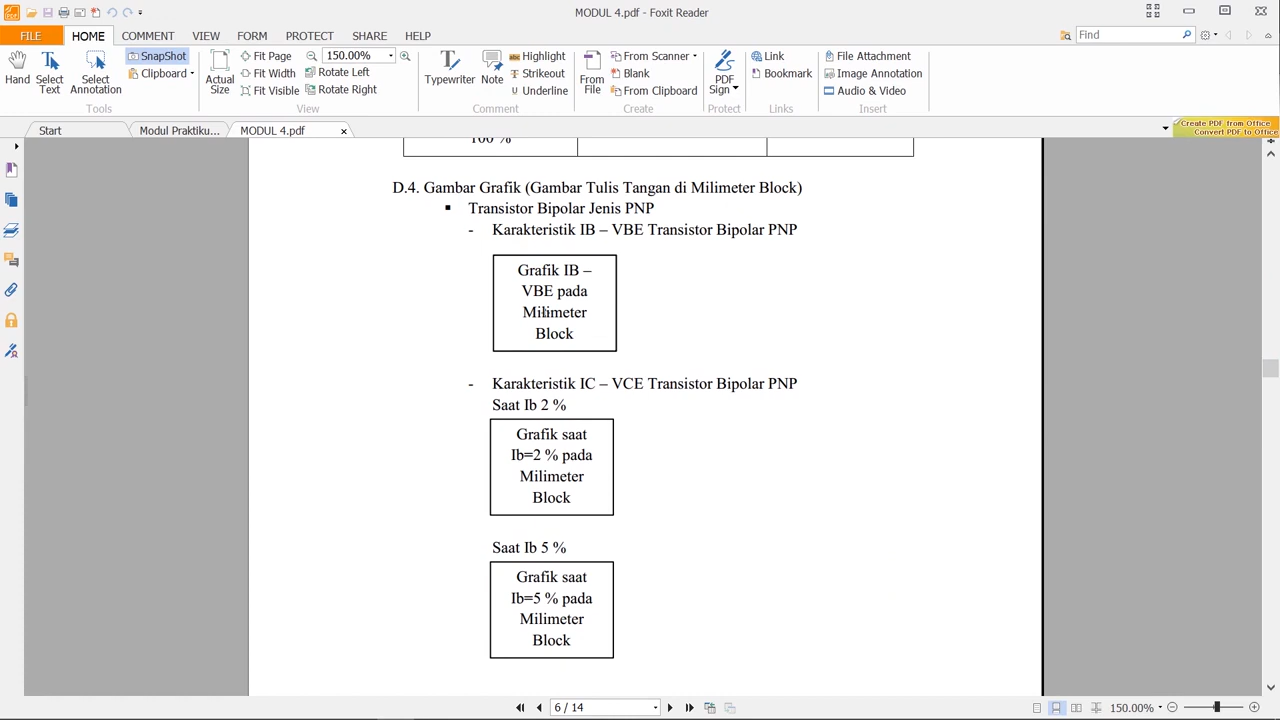 MODUL 4.pdf - Foxit Reader
FILE HOME COMMENT VIEW FORM PROTECT SHARE HELP
Find
Hand
Select Text
Select Annotation
SnapShot
Clipboard
Tools
Actual Size
Fit Page
Fit Width
Fit Visible
150.00%
Rotate Left
Rotate Right
View
Typewriter
Note
Highlight
Strikeout
Underline
Comment
From File
From Scanner
Blank
From Clipboard
Create
PDF Sign
Protect
Link
Bookmark
Links
File Attachment
Image Annotation
Audio & Video
Insert
Start
Modul Praktiku...
MODUL 4.pdf
Create PDF from Office
Convert PDF to Office
100 %
D.4. Gambar Grafik (Gambar Tulis Tangan di Milimeter Block)
▪ Transistor Bipolar Jenis PNP
- Karakteristik IB – VBE Transistor Bipolar PNP
Grafik IB –
VBE pada
Milimeter
Block
- Karakteristik IC – VCE Transistor Bipolar PNP
Saat Ib 2 %
Grafik saat
Ib=2 % pada
Milimeter
Block
Saat Ib 5 %
Grafik saat
Ib=5 % pada
Milimeter
Block
6 / 14
150.00%